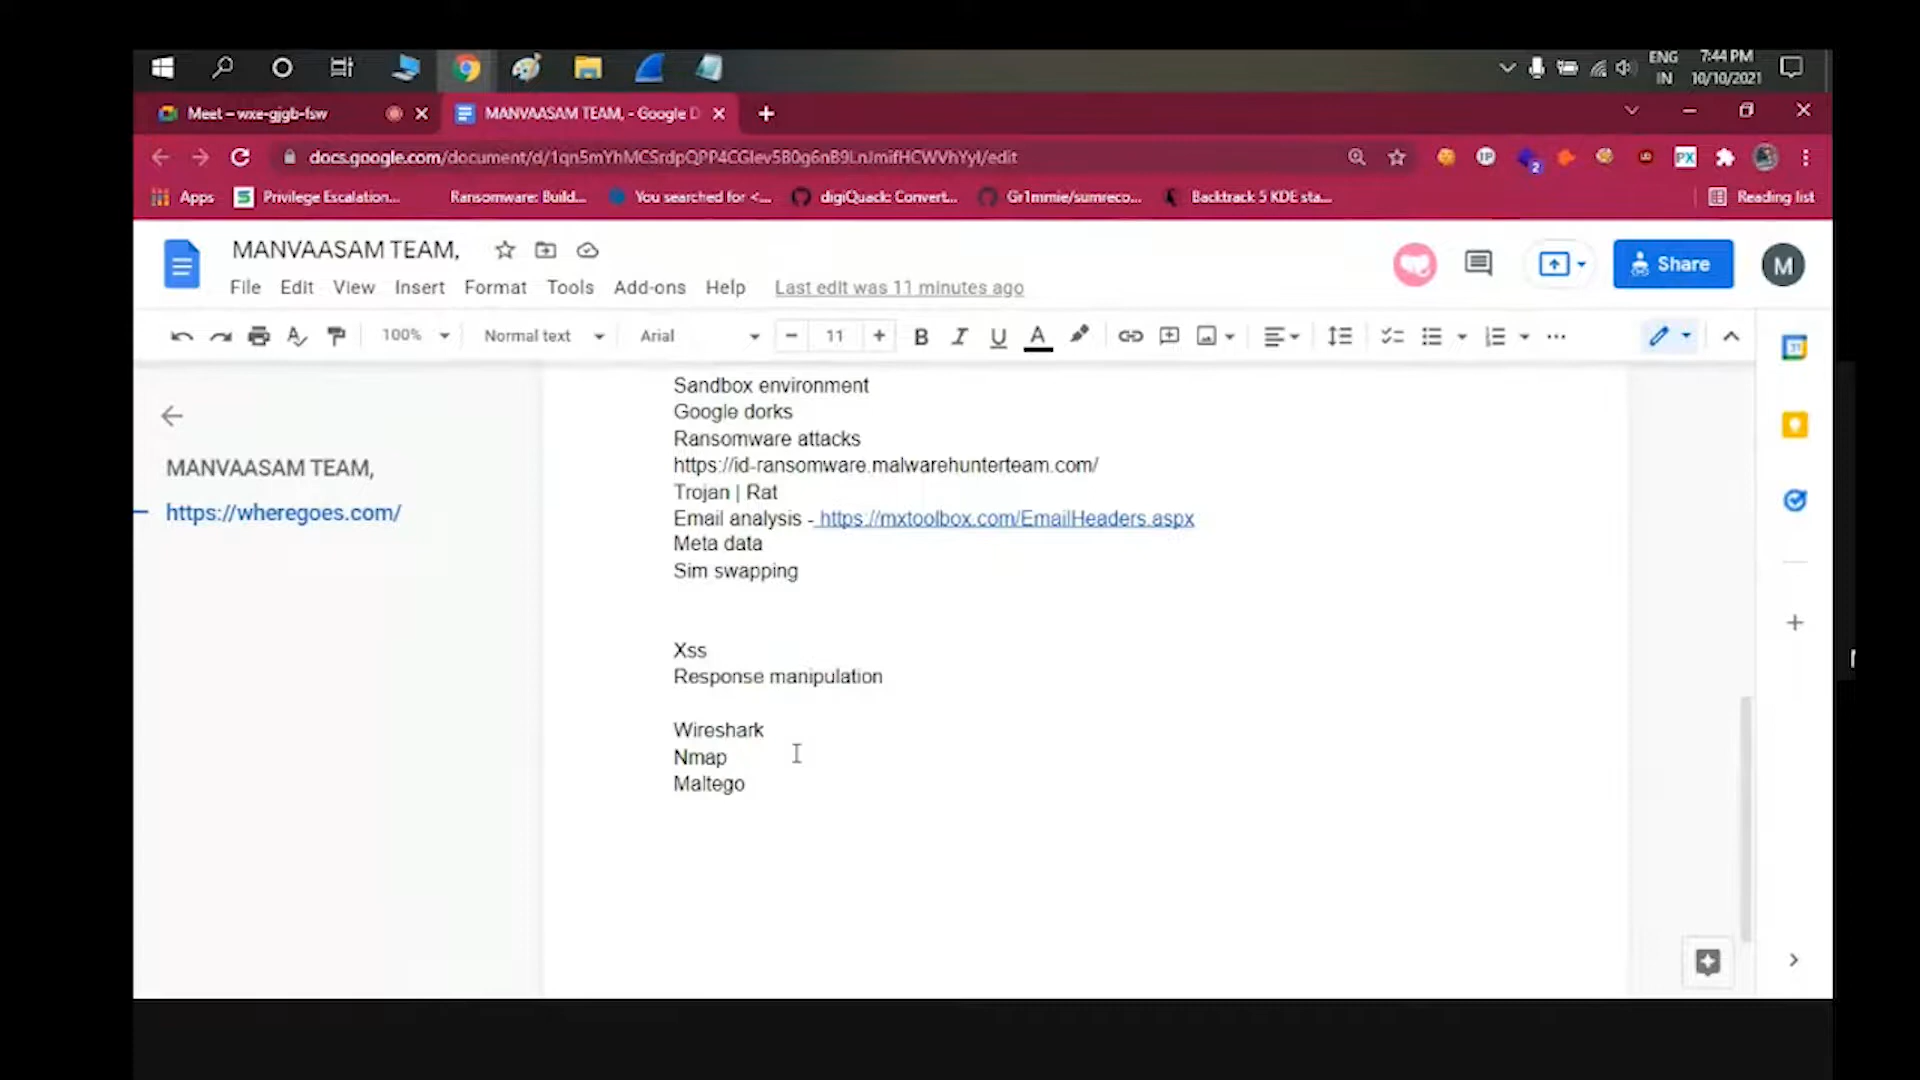 ENG
7:44 PM
IN
10/10/2021
Meet – wxe-gjgb-fsw
MANVAASAM TEAM, - Google D
docs.google.com/document/d/1qn5mYhMCSrdpQPP4CGIev5B0g6nB9LnJmifHCWVhYyI/edit
Apps
Privilege Escalation...
Ransomware: Build...
You searched for <...
digiQuack: Convert...
Gr1mmie/sumreco...
Backtrack 5 KDE sta...
Reading list
MANVAASAM TEAM,
Share
M
File Edit View Insert Format Tools Add-ons Help Last edit was 11 minutes ago
100% Normal text Arial 11 B I U A
Sandbox environment
Google dorks
Ransomware attacks
https://id-ransomware.malwarehunterteam.com/
Trojan | Rat
Email analysis - https://mxtoolbox.com/EmailHeaders.aspx
Meta data
Sim swapping
Xss
Response manipulation
Wireshark
Nmap
Maltego
MANVAASAM TEAM,
https://wheregoes.com/